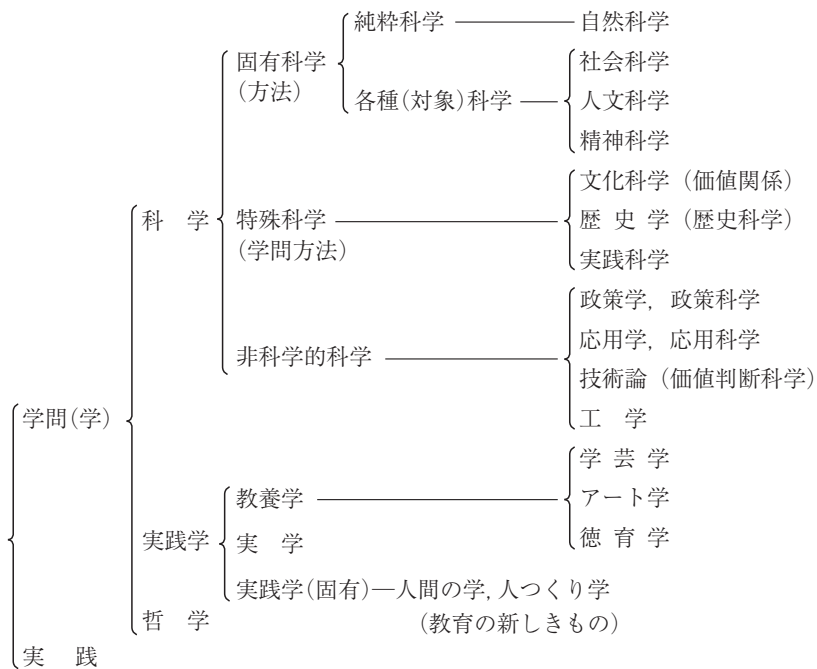 純粋科学 自然科学
固有科学 社会科学
(方法)
各種(対象)科学 人文科学
精神科学
文化科学（価値関係）
科　学 特殊科学 歴 史 学（歴史科学）
(学問方法) 実践科学
政策学，政策科学
応用学，応用科学
非科学的科学
技術論（価値判断科学）
学問(学) 工　学
学 芸 学
教養学 アート学
実践学 実　学 徳 育 学
実践学(固有)―人間の学，人つくり学
哲　学 （教育の新しきもの）
実　践